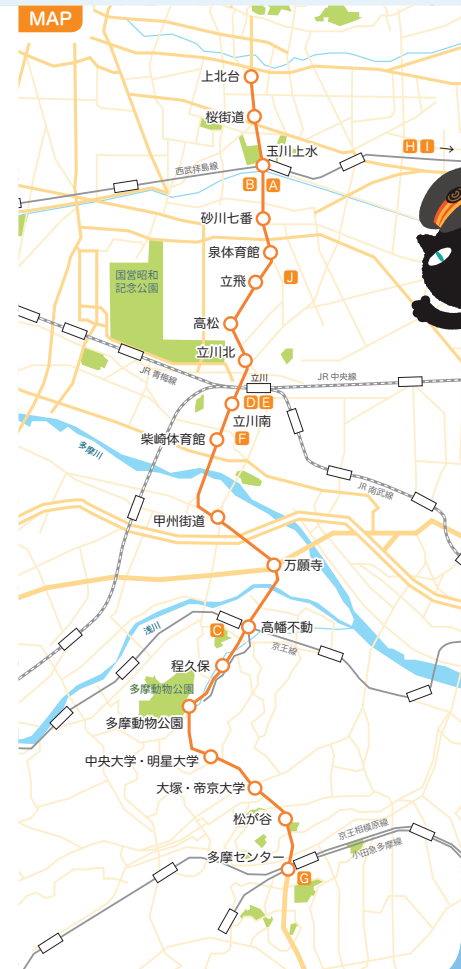 MAP
上北台
桜街道
玉川上水
H I →
西武拝島線
B A
砂川七番
泉体育館
国営昭和
記念公園
立飛
J
高松
立川北
JR 青梅線
立川
JR 中央線
D E
立川南
柴崎体育館
F
多摩川
JR 南武線
甲州街道
万願寺
浅川
C
高幡不動
京王線
程久保
多摩動物公園
多摩動物公園
中央大学・明星大学
大塚・帝京大学
松が谷
京王相模原線
小田急多摩線
多摩センター
G